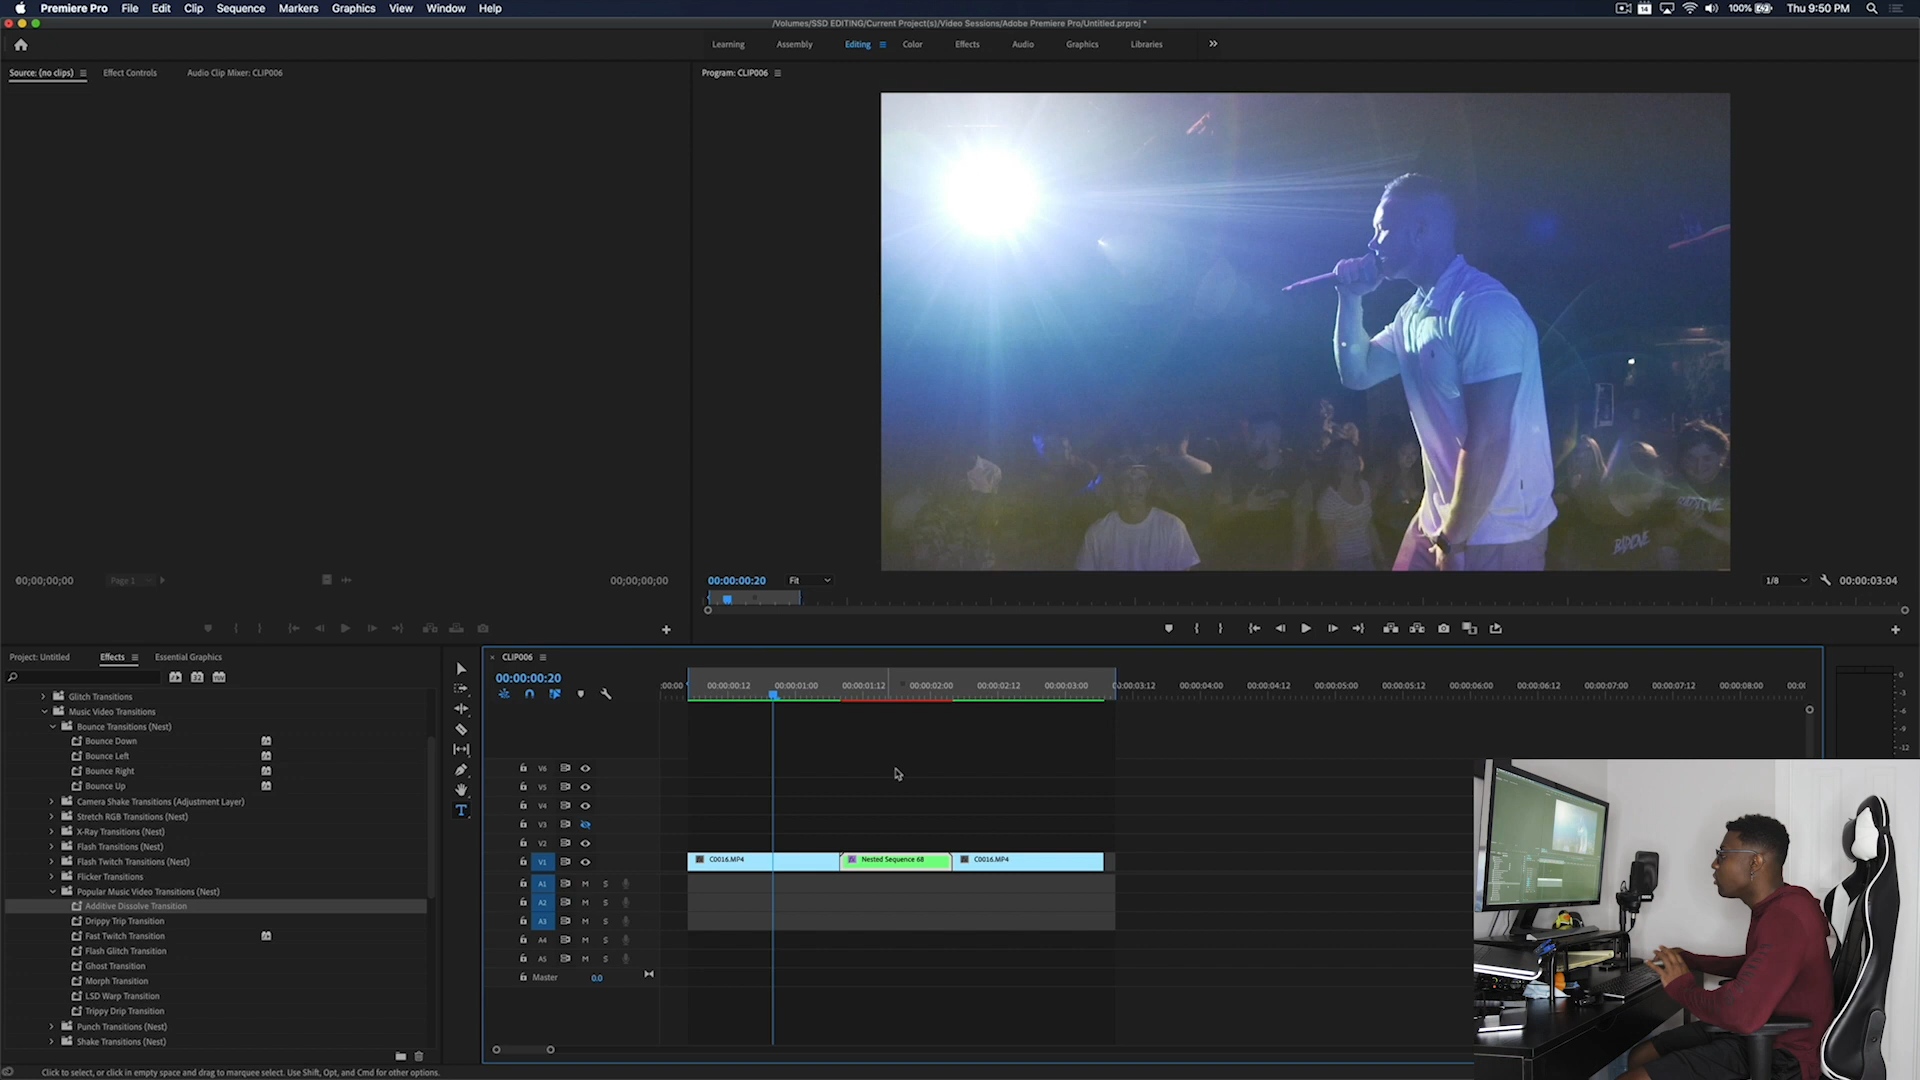 Premiere Pro File Edit Clip Sequence Markers Graphics View Window Help 14 100% Thu 9:50 PM
/Volumes/SSD EDITING/Current Project(s)/Video Sessions/Adobe Premiere Pro/Untitled.prproj *
Learning Assembly Editing Color Effects Audio Graphics Libraries
Source: (no clips) Effect Controls Audio Clip Mixer: CLIP006
Program: CLIP006
00;00;00;00 Page 1 00;00;00;00
00:00:00:20 Fit 1/8 00:00:03:04
Project: Untitled Effects Essential Graphics
Glitch Transitions
Music Video Transitions
Bounce Transitions (Nest)
Bounce Down
Bounce Left
Bounce Right
Bounce Up
Camera Shake Transitions (Adjustment Layer)
Stretch RGB Transitions (Nest)
X-Ray Transitions (Nest)
Flash Transitions (Nest)
Flash Twitch Transitions (Nest)
Flicker Transitions
Popular Music Video Transitions (Nest)
Additive Dissolve Transition
Drippy Trip Transition
Fast Twitch Transition
Flash Glitch Transition
Ghost Transition
Morph Transition
LSD Warp Transition
Trippy Drip Transition
Punch Transitions (Nest)
Shake Transitions (Nest)
CLIP006
00:00:00:20
:00:00 00:00:00:12 00:00:01:00 00:00:01:12 00:00:02:00 00:00:02:12 00:00:03:00 00:00:03:12 00:00:04:00 00:00:04:12 00:00:05:00 00:00:05:12 00:00:06:00 00:00:06:12 00:00:07:00 00:00:07:12 00:00:08:00 00:00
V6
V5
V4
V3
V2
V1 C0016.MP4 Nested Sequence 68 C0016.MP4
A1 M S
A2 M S
A3 M S
A4 M S
A5 M S
Master 0.0
0
-3
-6
-9
-12
Click to select, or click in empty space and drag to marquee select. Use Shift, Opt, and Cmd for other options.